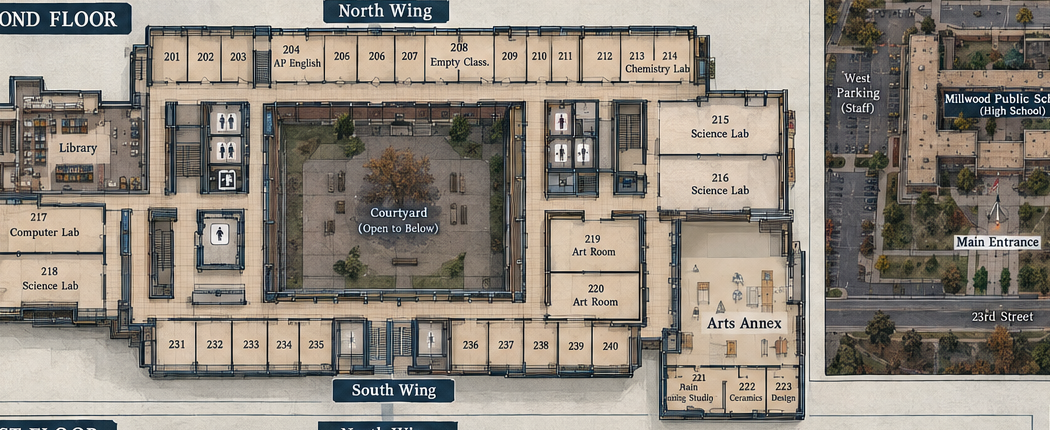 OND FLOOR
North Wing
201
202
203
204
AP English
206
206
207
208
Empty Class.
209
210
211
212
213
214
Chemistry Lab
215
Science Lab
216
Science Lab
Library
217
Computer Lab
218
Science Lab
Courtyard
(Open to Below)
219
Art Room
220
Art Room
Arts Annex
221
222
Ceramics
223
Design
231
232
233
234
235
236
237
238
239
240
South Wing
West
Parking
(Staff)
Millwood Public Sch
(High School)
Main Entrance
23rd Street